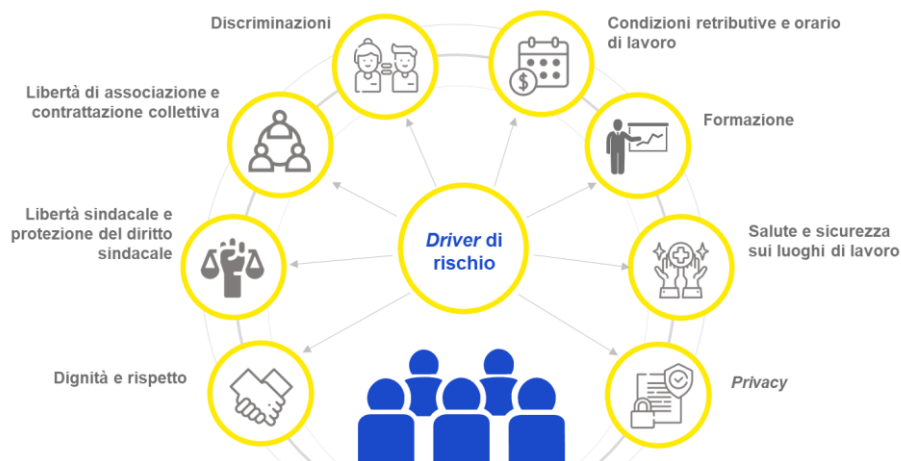 Discriminazioni
Condizioni retributive e orario
di lavoro
Libertà di associazione e
contrattazione collettiva
Formazione
Libertà sindacale e
protezione del diritto
sindacale
Driver di
rischio
Salute e sicurezza
sui luoghi di lavoro
Dignità e rispetto
Privacy
$